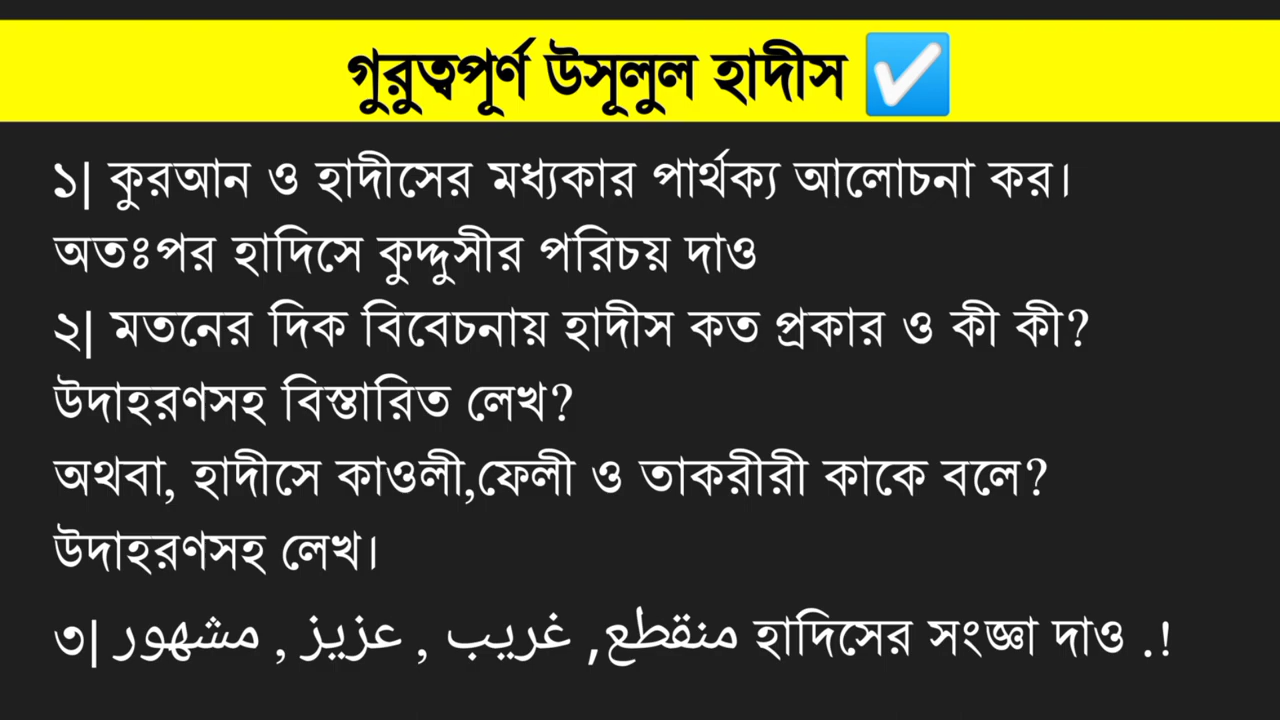 গুরুত্বপূর্ণ উসূলুল হাদীস ✅
১| কুরআন ও হাদীসের মধ্যকার পার্থক্য আলোচনা কর।
অতঃপর হাদিসে কুদ্দুসীর পরিচয় দাও
২| মতনের দিক বিবেচনায় হাদীস কত প্রকার ও কী কী?
উদাহরণসহ বিস্তারিত লেখ?
অথবা, হাদীসে কাওলী,ফেলী ও তাকরীরী কাকে বলে?
উদাহরণসহ লেখ।
৩| مشهور , عزيز , غريب , منقطع হাদিসের সংজ্ঞা দাও .!